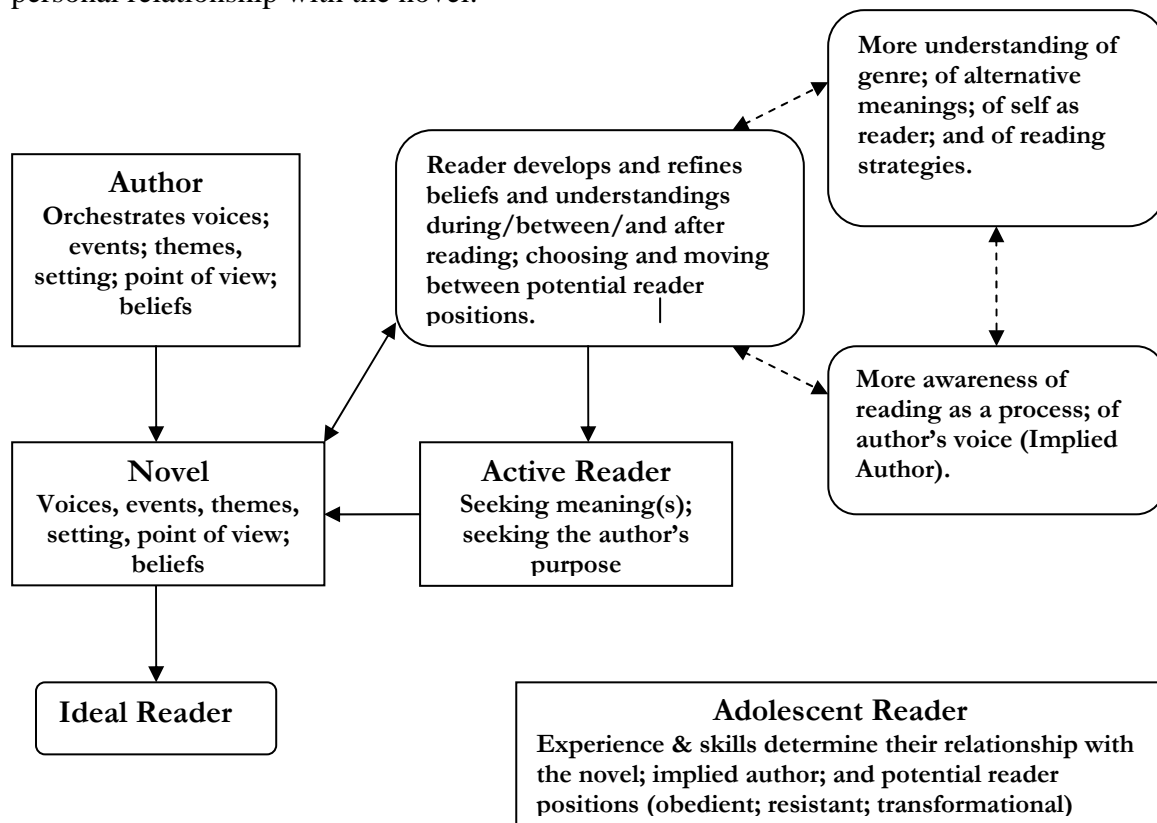 personal relationship with the novel.
More understanding of
genre; of alternative
meanings; of self as
reader; and of reading
strategies.
Author
Orchestrates voices;
events; themes,
setting; point of view;
beliefs
Reader develops and refines
beliefs and understandings
during/between/and after
reading; choosing and moving
between potential reader
positions.
More awareness of
reading as a process; of
author's voice (Implied
Author).
Novel
Voices, events, themes,
setting, point of view;
beliefs
Active Reader
Seeking meaning(s);
seeking the author's
purpose
Ideal Reader
Adolescent Reader
Experience & skills determine their relationship with
the novel; implied author; and potential reader
positions (obedient; resistant; transformational)